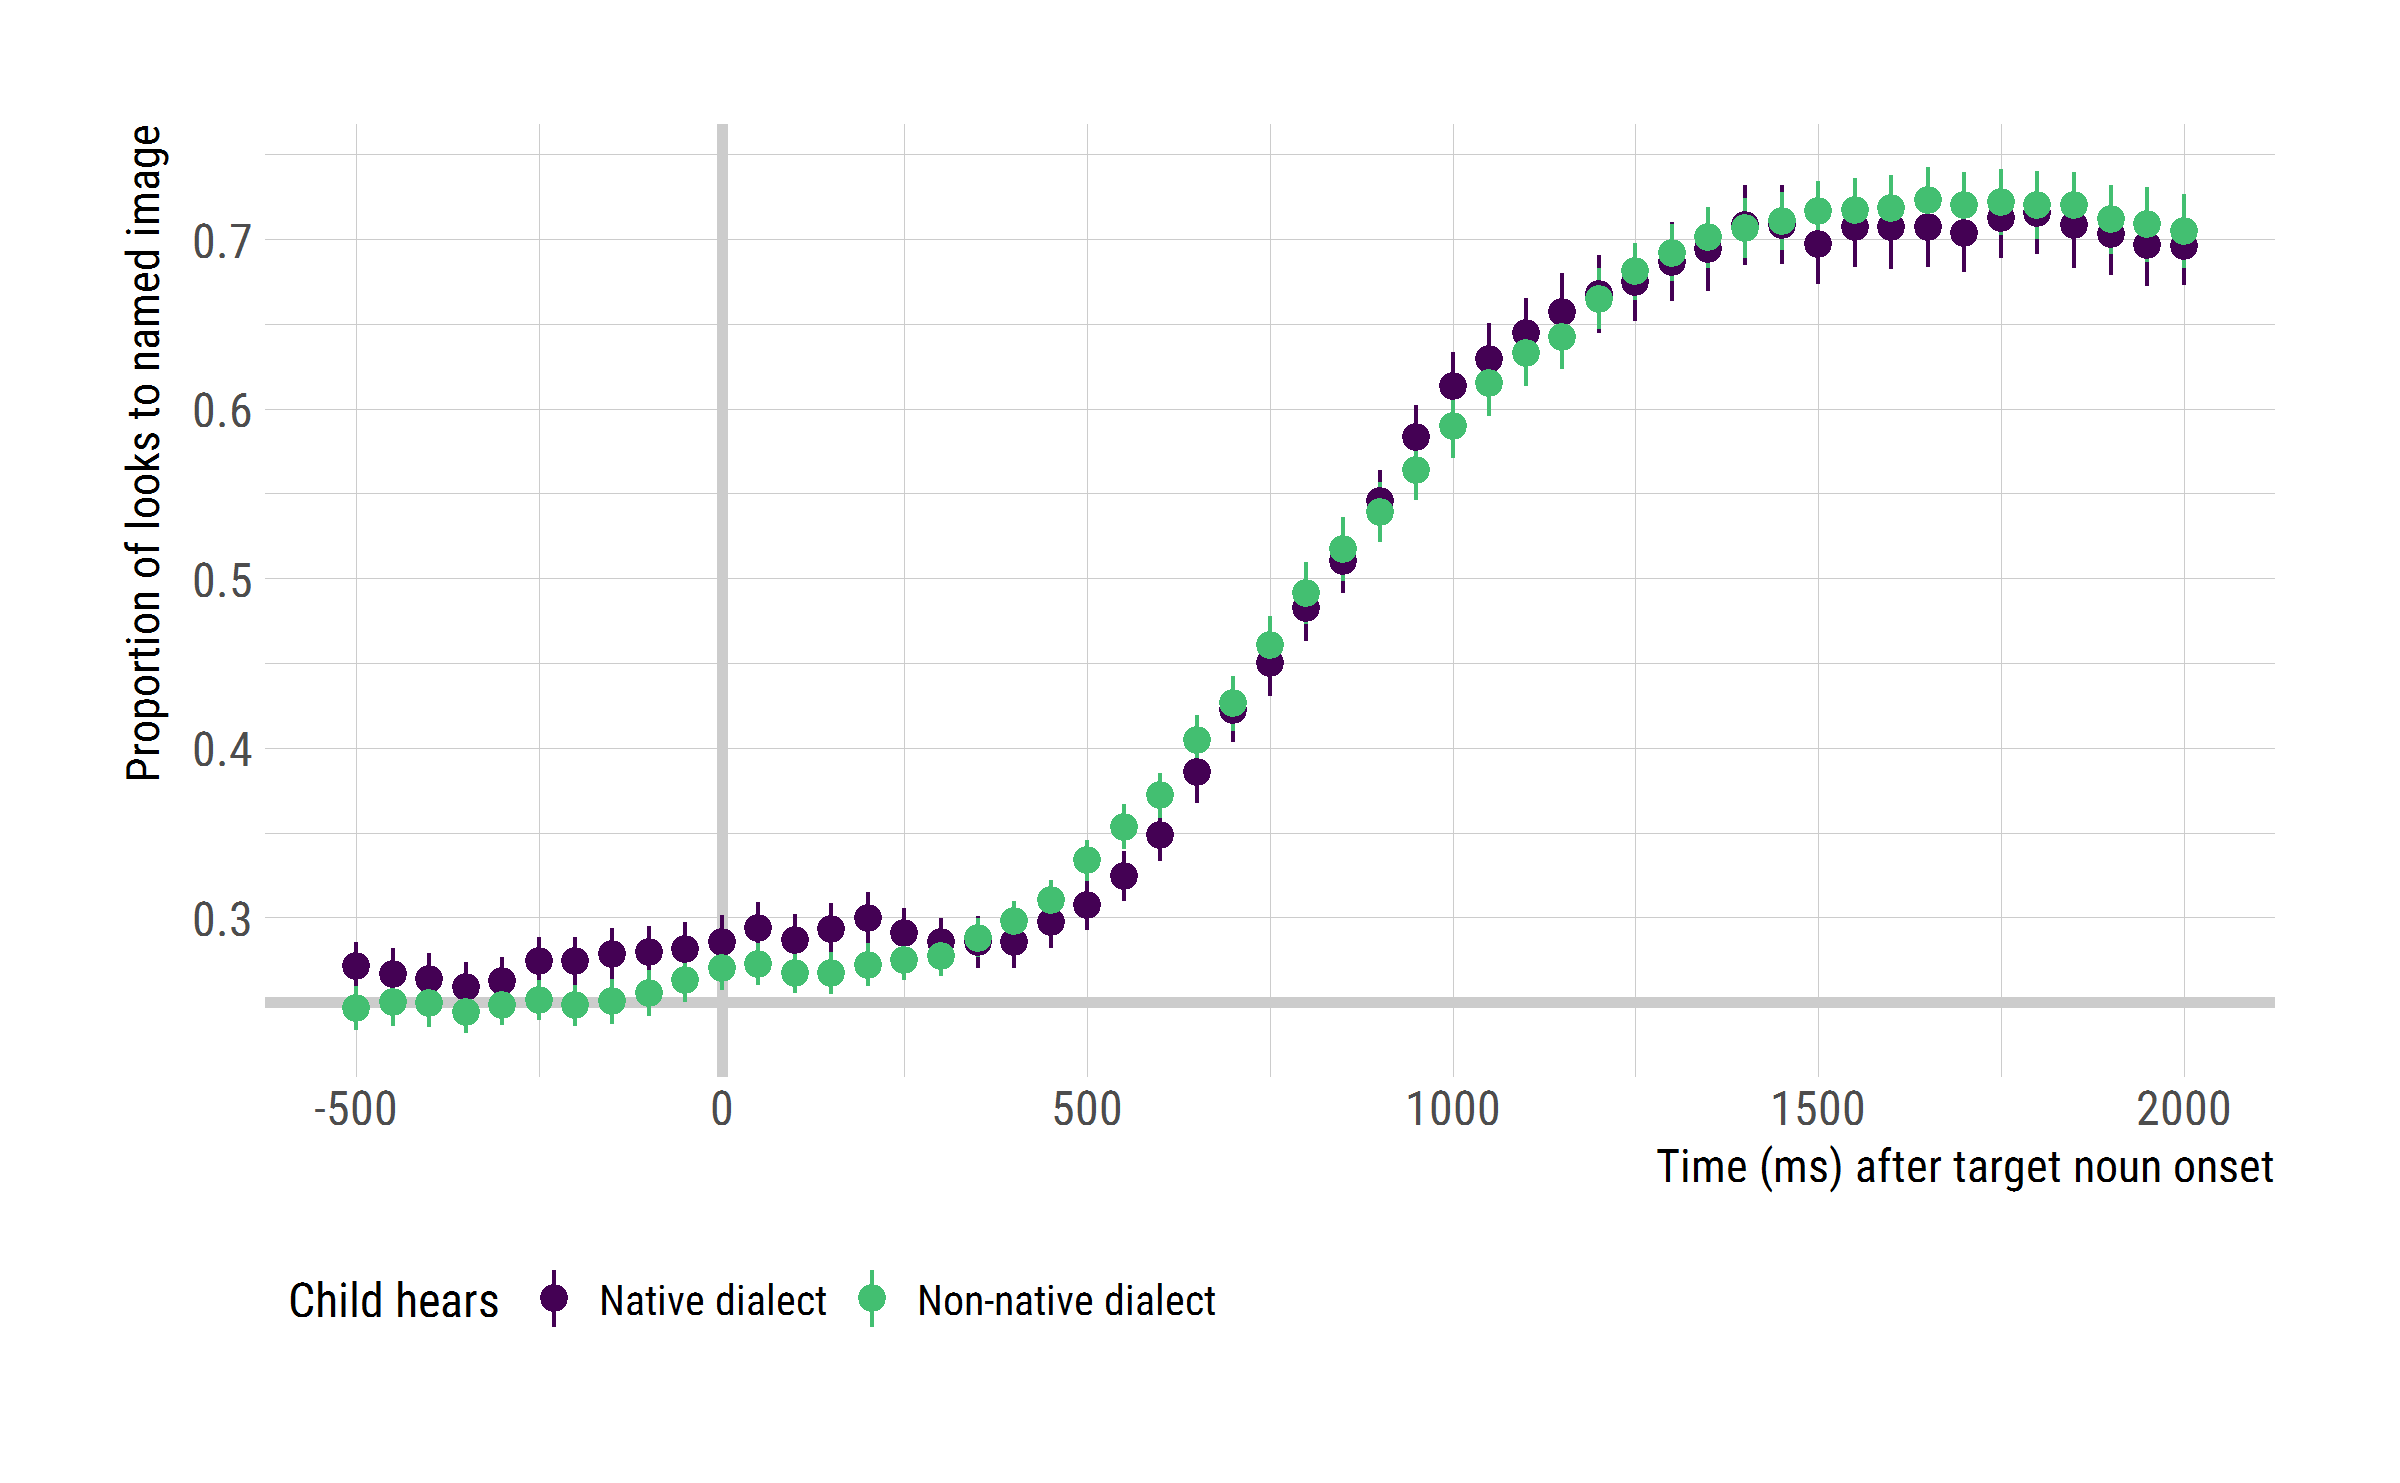 Proportion of looks to named image
0.7
0.6
0.5
0.4
0.3
-500 0 500 1000 1500 2000
Time (ms) after target noun onset
Child hears Native dialect Non-native dialect